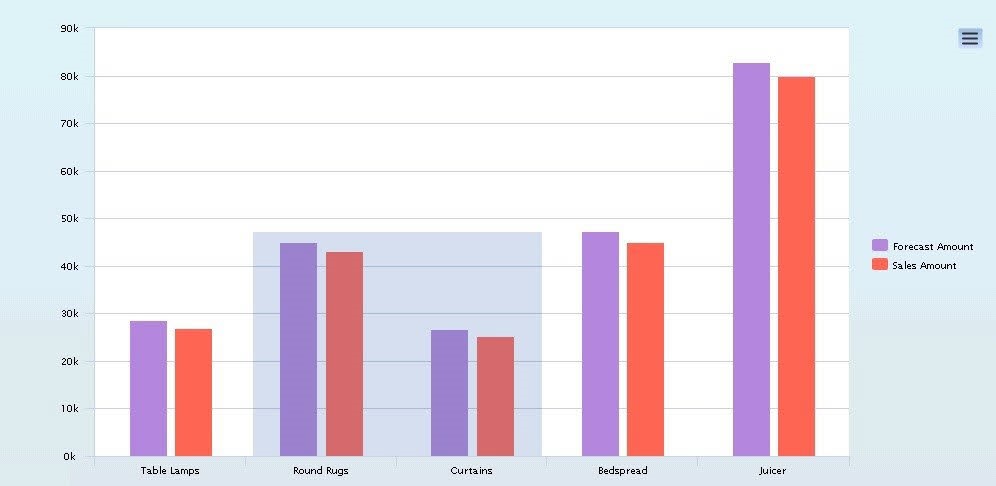 90k
80k
70k
60k
50k
40k
30k
20k
10k
0k
Table Lamps
Round Rugs
Curtains
Bedspread
Juicer
Forecast Amount
Sales Amount